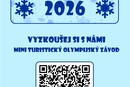 2026
VYZKOUŠEJ SI S NÁMI
MINI TURISTICKÝ OLYMPIJSKÝ ZÁVOD